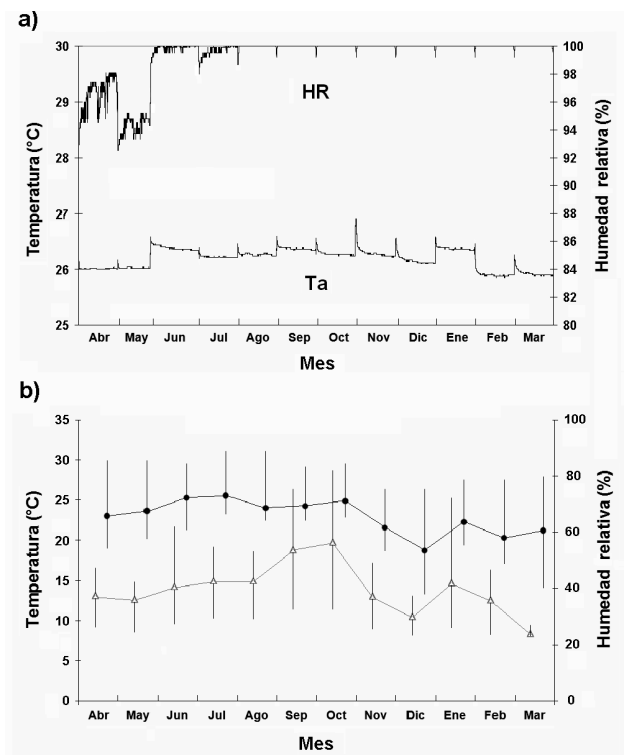 a)
30
29
28
27
26
25
Temperatura (°C)
HR
Ta
100
98
96
94
92
90
88
86
84
82
80
Humedad relativa (%)
Abr May Jun Jul Ago Sep Oct Nov Dic Ene Feb Mar
Mes
b)
35
30
25
20
15
10
5
0
Temperatura (°C)
100
80
60
40
20
0
Humedad relativa (%)
Abr May Jun Jul Ago Sep Oct Nov Dic Ene Feb Mar
Mes